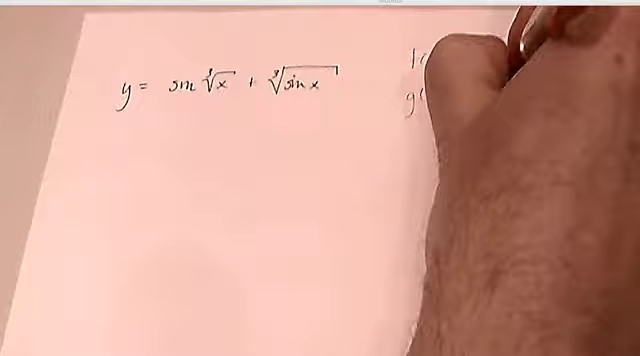 y = sin ∛x + ∛sin x
g(